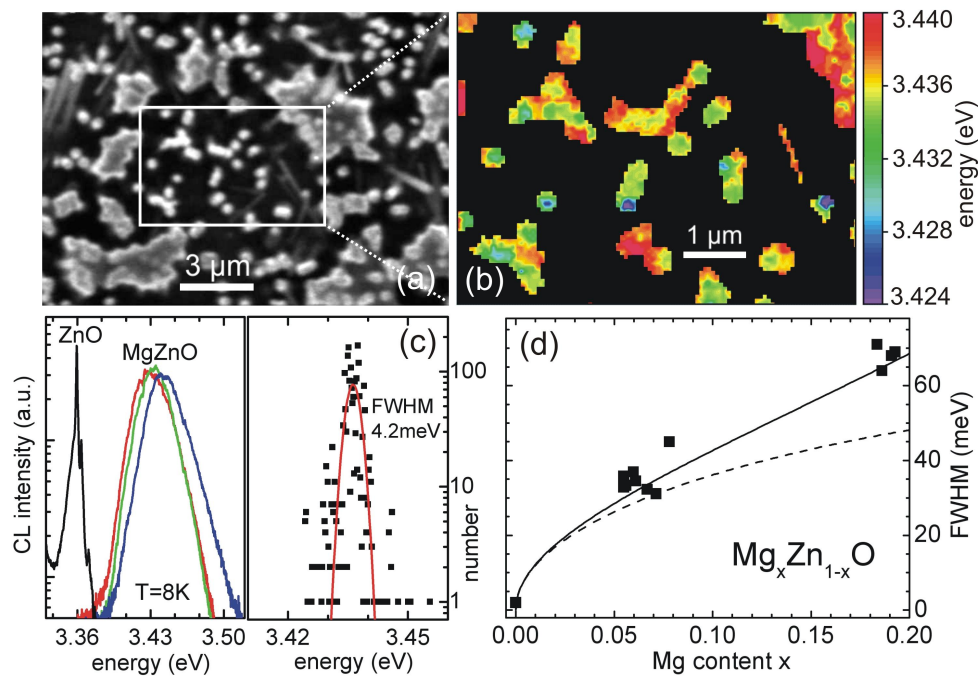 3 µm
(a)
(b)
1 µm
3.440
3.436
3.432
3.428
3.424
energy (eV)
ZnO
MgZnO
T=8K
CL intensity (a.u.)
3.36
3.43
3.50
energy (eV)
(c)
FWHM
4.2meV
100
10
1
number
3.42
3.45
energy (eV)
(d)
60
40
20
0
FWHM (meV)
MgₓZn₁₋ₓO
0.00
0.05
0.10
0.15
0.20
Mg content x